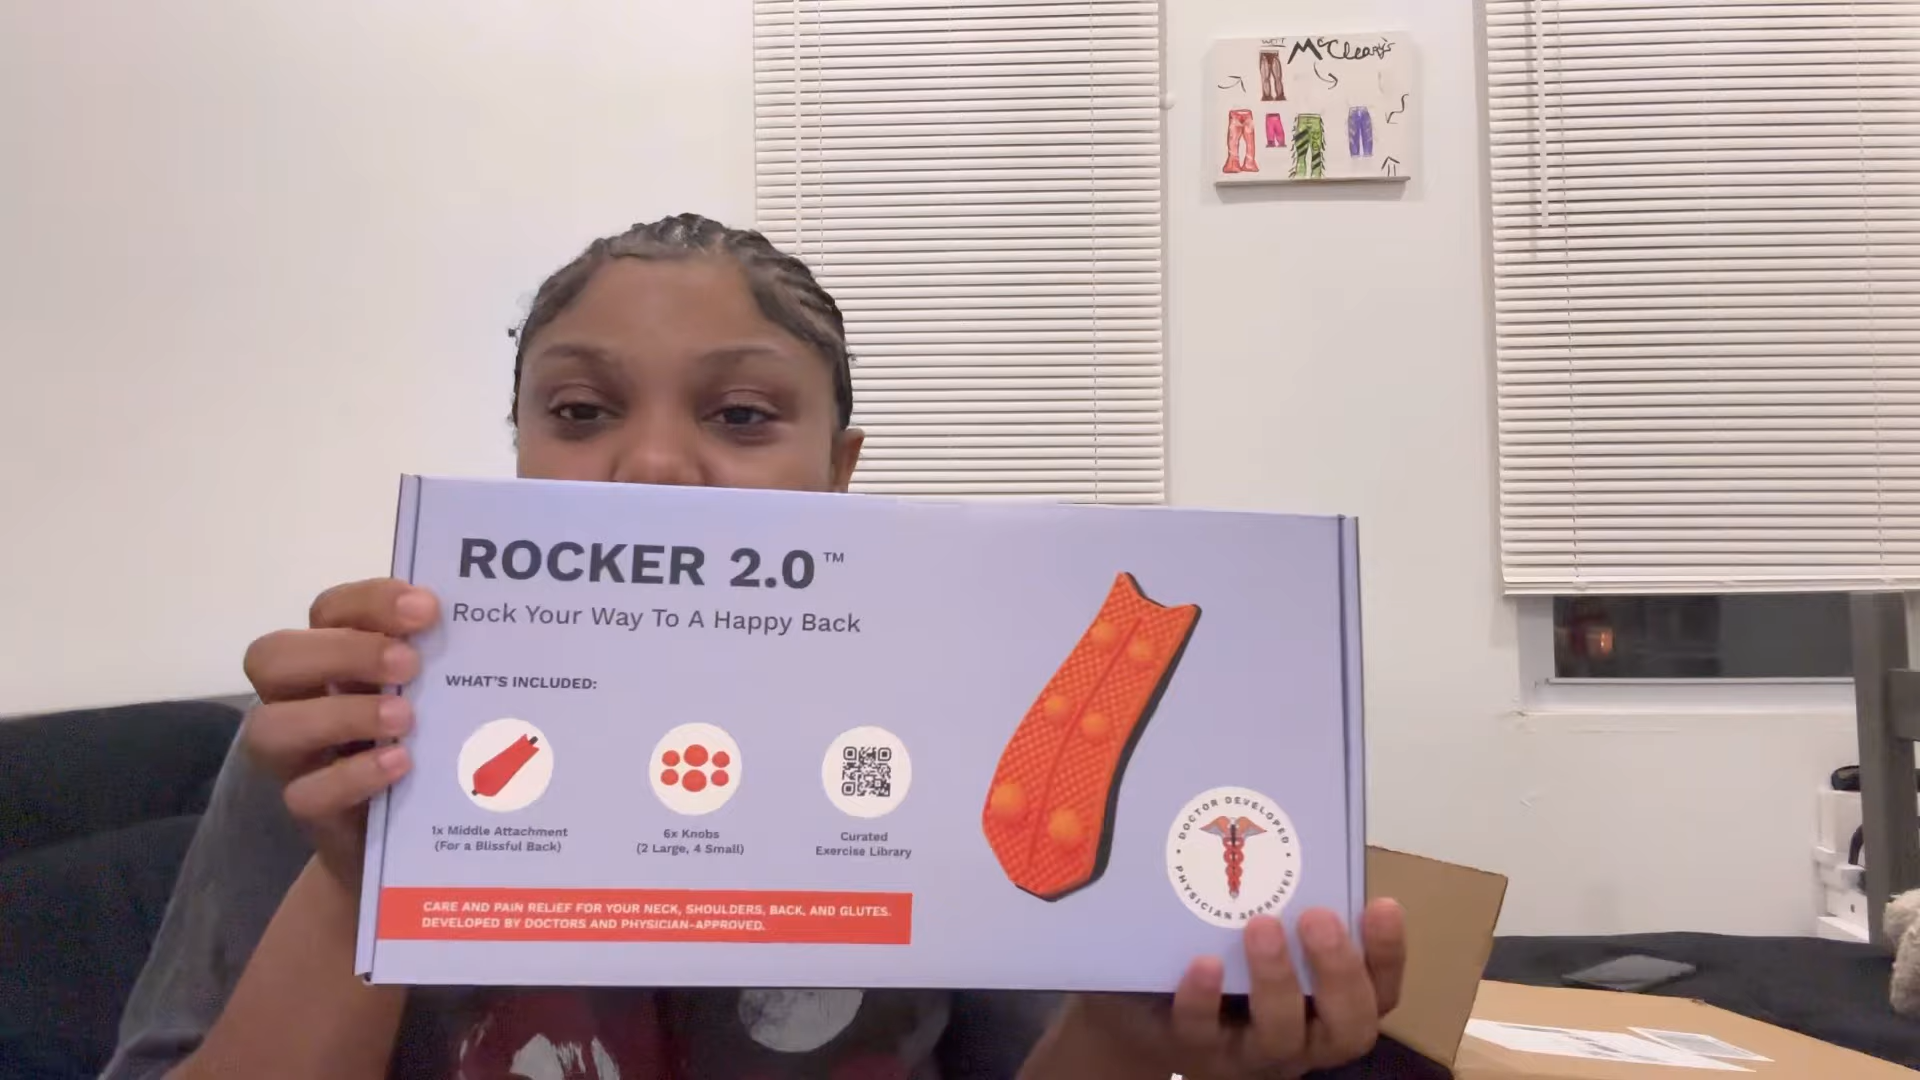 McCleary's
ROCKER 2.0™
Rock Your Way To A Happy Back
WHAT'S INCLUDED:
1x Middle Attachment
(For a Blissful Back)
6x Knobs
(2 Large, 4 Small)
Curated
Exercise Library
CARE AND PAIN RELIEF FOR YOUR NECK, SHOULDERS, BACK, AND GLUTES.
DEVELOPED BY DOCTORS AND PHYSICIAN-APPROVED.
DOCTOR DEVELOPED
PHYSICIAN APPROVED